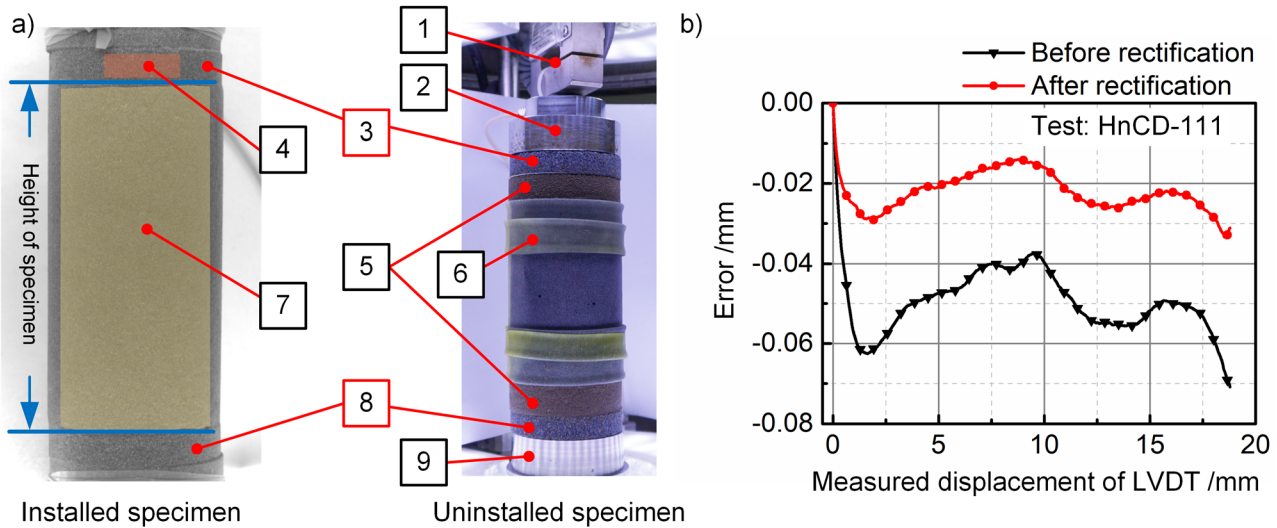 a)
1
2
3
4
5
6
7
8
9
Height of specimen
Installed specimen
Uninstalled specimen
b)
Before rectification
After rectification
Test: HnCD-111
0.00
-0.02
-0.04
-0.06
-0.08
Error /mm
0
5
10
15
20
Measured displacement of LVDT /mm